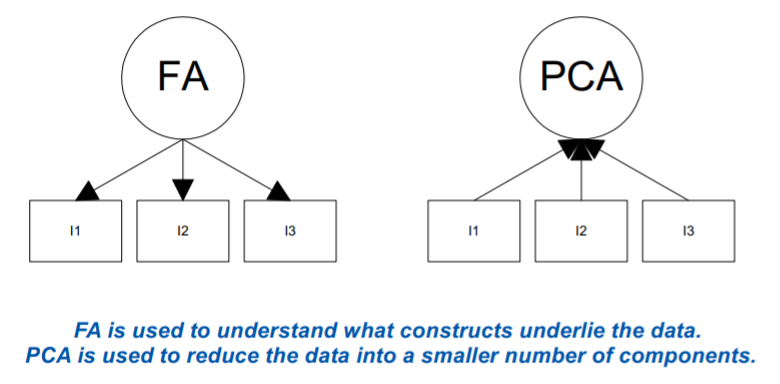 FA
PCA
I1
I2
I3
I1
I2
I3
FA is used to understand what constructs underlie the data.
PCA is used to reduce the data into a smaller number of components.